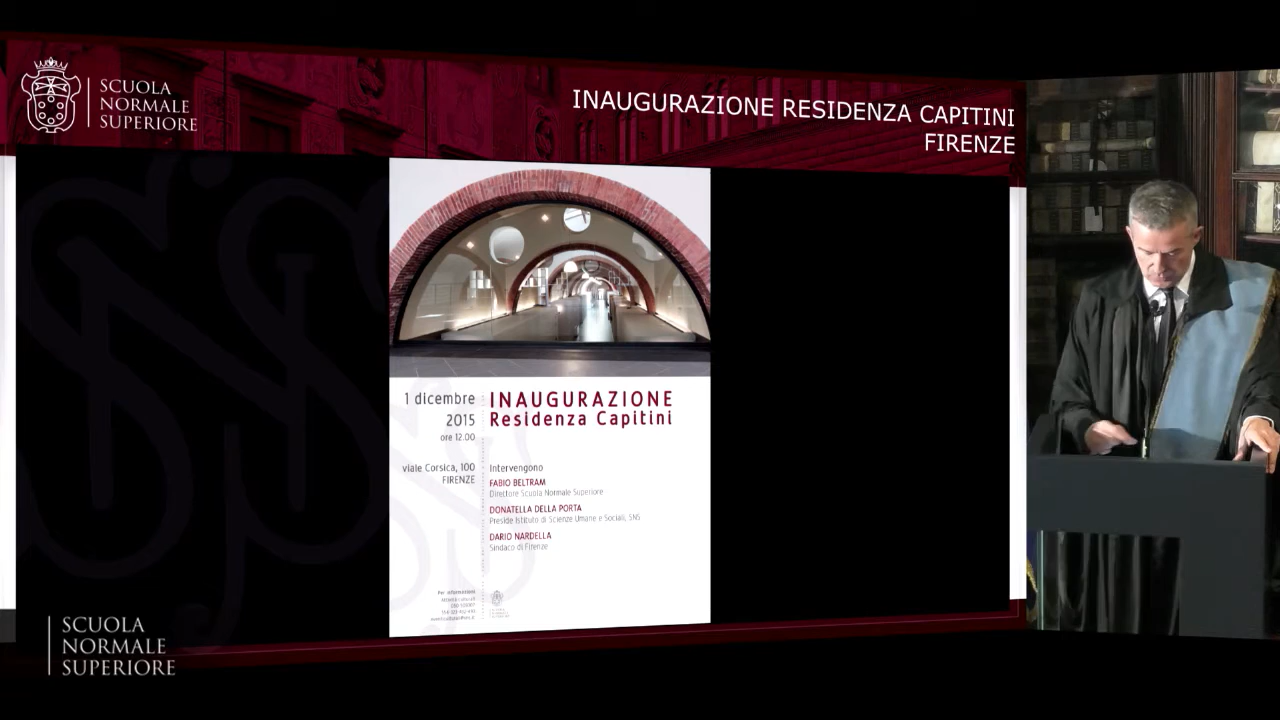 SCUOLA
NORMALE
SUPERIORE
INAUGURAZIONE RESIDENZA CAPITINI
FIRENZE
1 dicembre
2015
ore 12.00
viale Corsica, 100
FIRENZE
INAUGURAZIONE
Residenza Capitini
Intervengono
FABIO BELTRAM
Direttore Scuola Normale Superiore
DONATELLA DELLA PORTA
Preside Istituto di Scienze Umane e Sociali, SNS
DARIO NARDELLA
Sindaco di Firenze
Per informazioni
SCUOLA
NORMALE
SUPERIORE